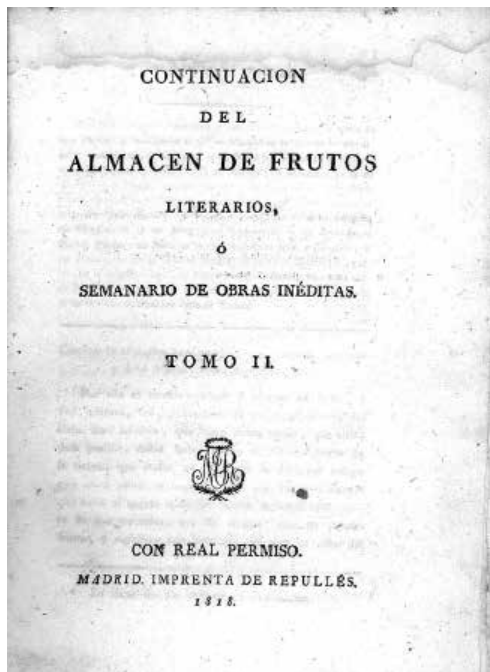 CONTINUACION
DEL
ALMACEN DE FRUTOS
LITERARIOS,
ó
SEMANARIO DE OBRAS INÉDITAS.
TOMO II.
CON REAL PERMISO.
MADRID. IMPRENTA DE REPULLÉS.
1818.